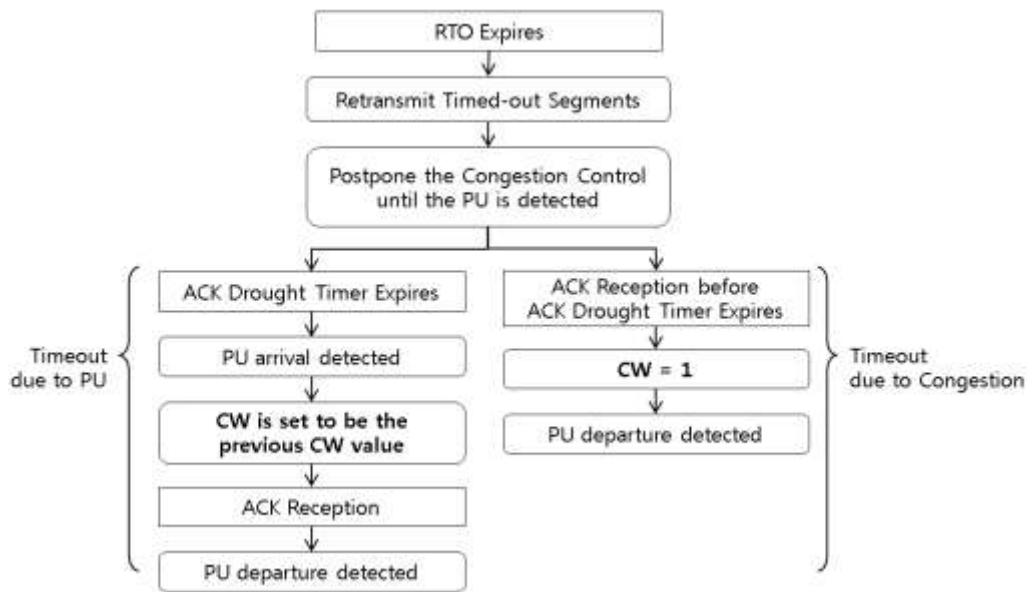 RTO Expires
Retransmit Timed-out Segments
Postpone the Congestion Control
until the PU is detected
Timeout
due to PU
ACK Drought Timer Expires
PU arrival detected
CW is set to be the
previous CW value
ACK Reception
PU departure detected
ACK Reception before
ACK Drought Timer Expires
CW = 1
PU departure detected
Timeout
due to Congestion